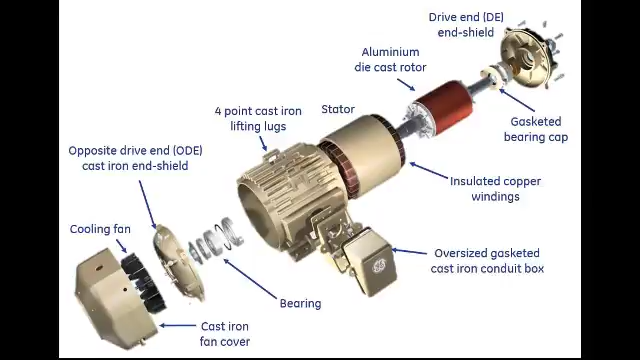 Drive end (DE)
end-shield
Aluminium
die cast rotor
Stator
4 point cast iron
lifting lugs
Gasketed
bearing cap
Opposite drive end (ODE)
cast iron end-shield
Insulated copper
windings
Cooling fan
Oversized gasketed
cast iron conduit box
Bearing
Cast iron
fan cover